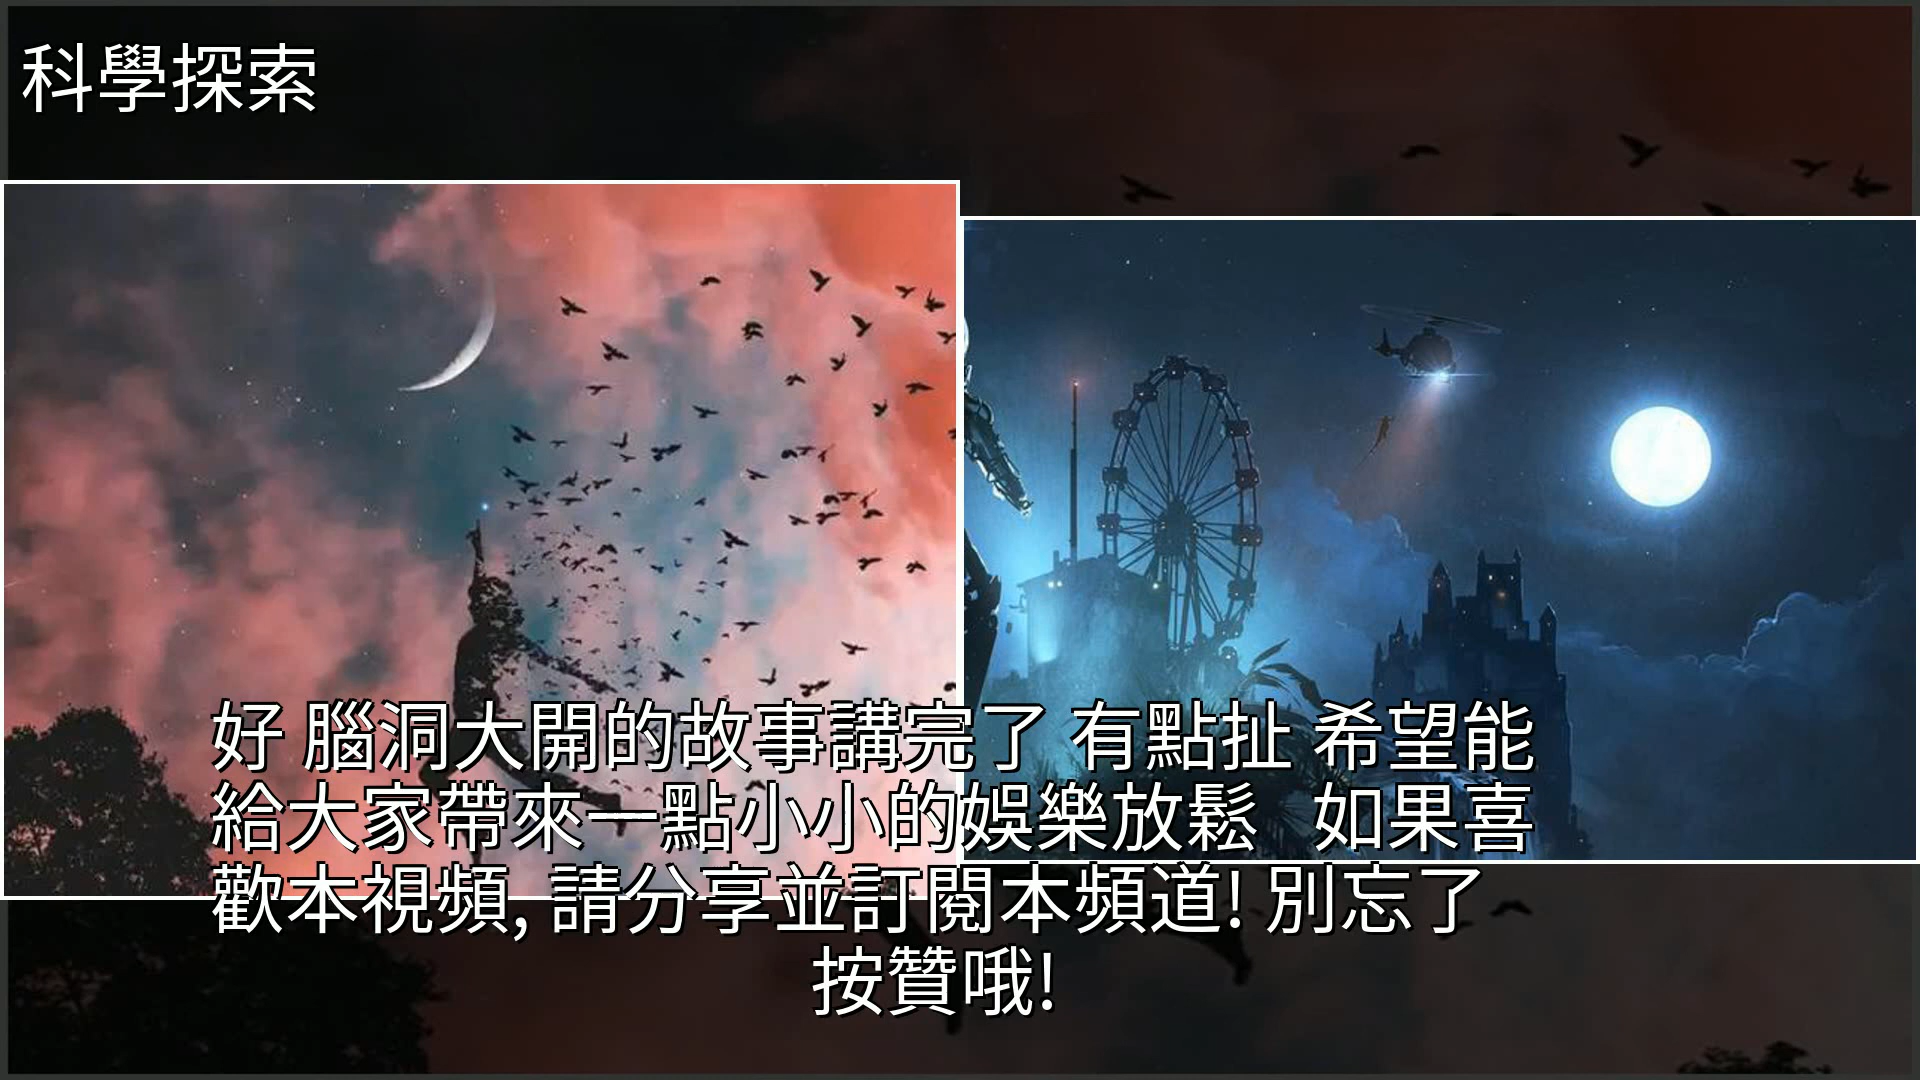 科學探索
好 腦洞大開的故事講完了 有點扯 希望能
給大家帶來一點小小的娛樂放鬆 如果喜
歡本視頻, 請分享並訂閱本頻道! 別忘了
按贊哦!